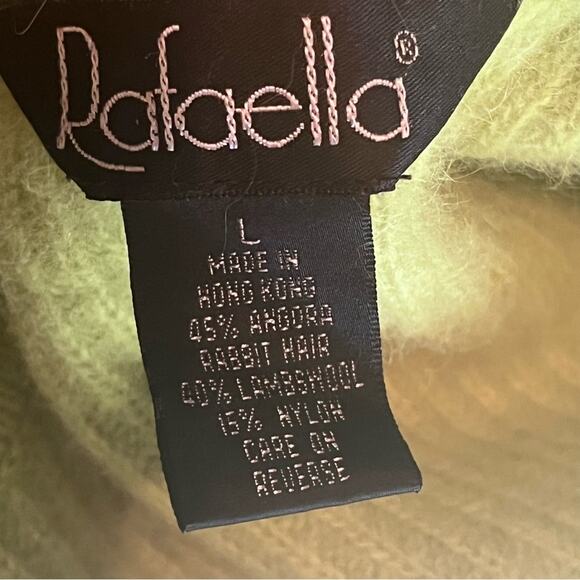 Rafaella®
L
MADE IN
HONG KONG
45% ANGORA
RABBIT HAIR
40% LAMBSWOOL
15% NYLON
CARE ON
REVERSE